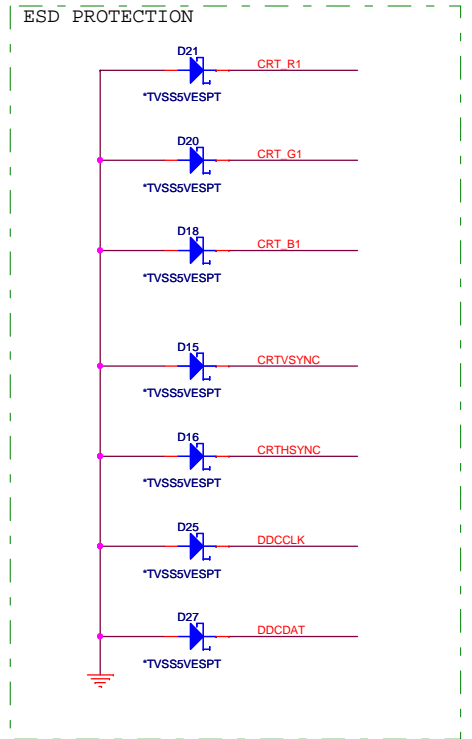 ESD PROTECTION
D21
CRT_R1
*TVSS5VESPT
D20
CRT_G1
*TVSS5VESPT
D18
CRT_B1
*TVSS5VESPT
D15
CRTVSYNC
*TVSS5VESPT
D16
CRTHSYNC
*TVSS5VESPT
D25
DDCCLK
*TVSS5VESPT
D27
DDCDAT
*TVSS5VESPT